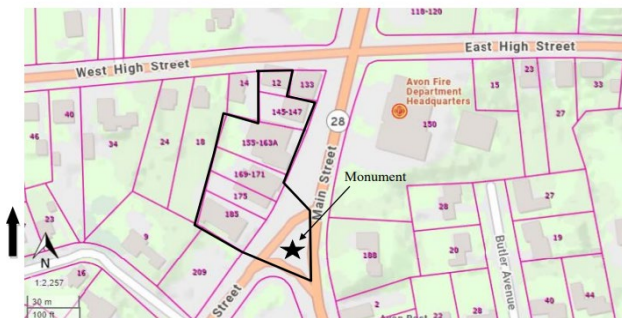 118-120
West High Street
East High Street
14
12
133
Avon Fire
Department
Headquarters
15
23
33
40
46
145-147
28
150
27
34
24
18
155-163A
169-171
Monument
175
Main Street
185
28
27
23
9
188
20
19
Butler Avenue
N
16
209
1:2,257
30 m
100 ft
Street
2
22
28
40
44